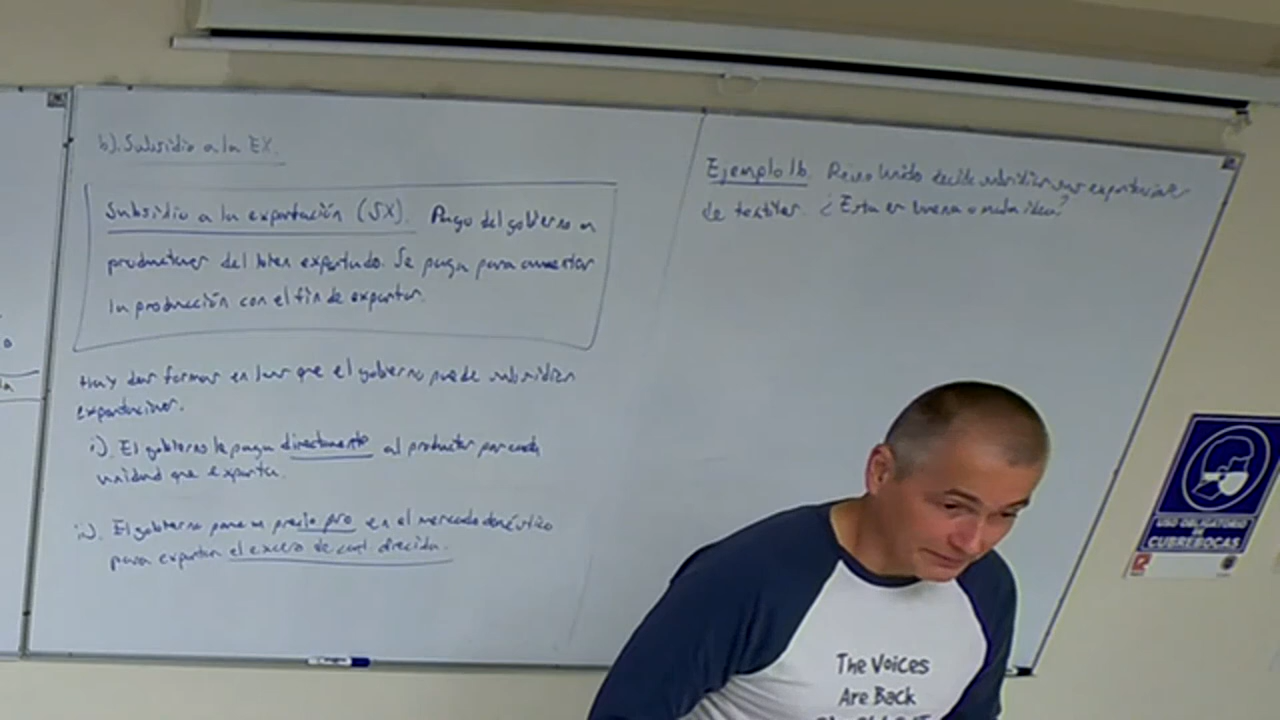 b). Subsidio a la EX.
Subsidio a la exportación (SX). Pago del gobierno a
productores del bien exportado. Se paga para aumentar
la producción con el fin de exportar.
Hay dos formas en las que el gobierno puede subsidiar
exportaciones.
i). El gobierno le paga directamente al productor por cada
unidad que exporta.
ii). El gobierno pone un precio piso en el mercado doméstico
para exportar el exceso de cant. ofrecida.
Ejemplo 16. Reino Unido decide subsidiar sus exportaciones
de textiles. ¿Esta es buena o mala idea?
The Voices
Are Back
USO OBLIGATORIO
DE
CUBREBOCAS